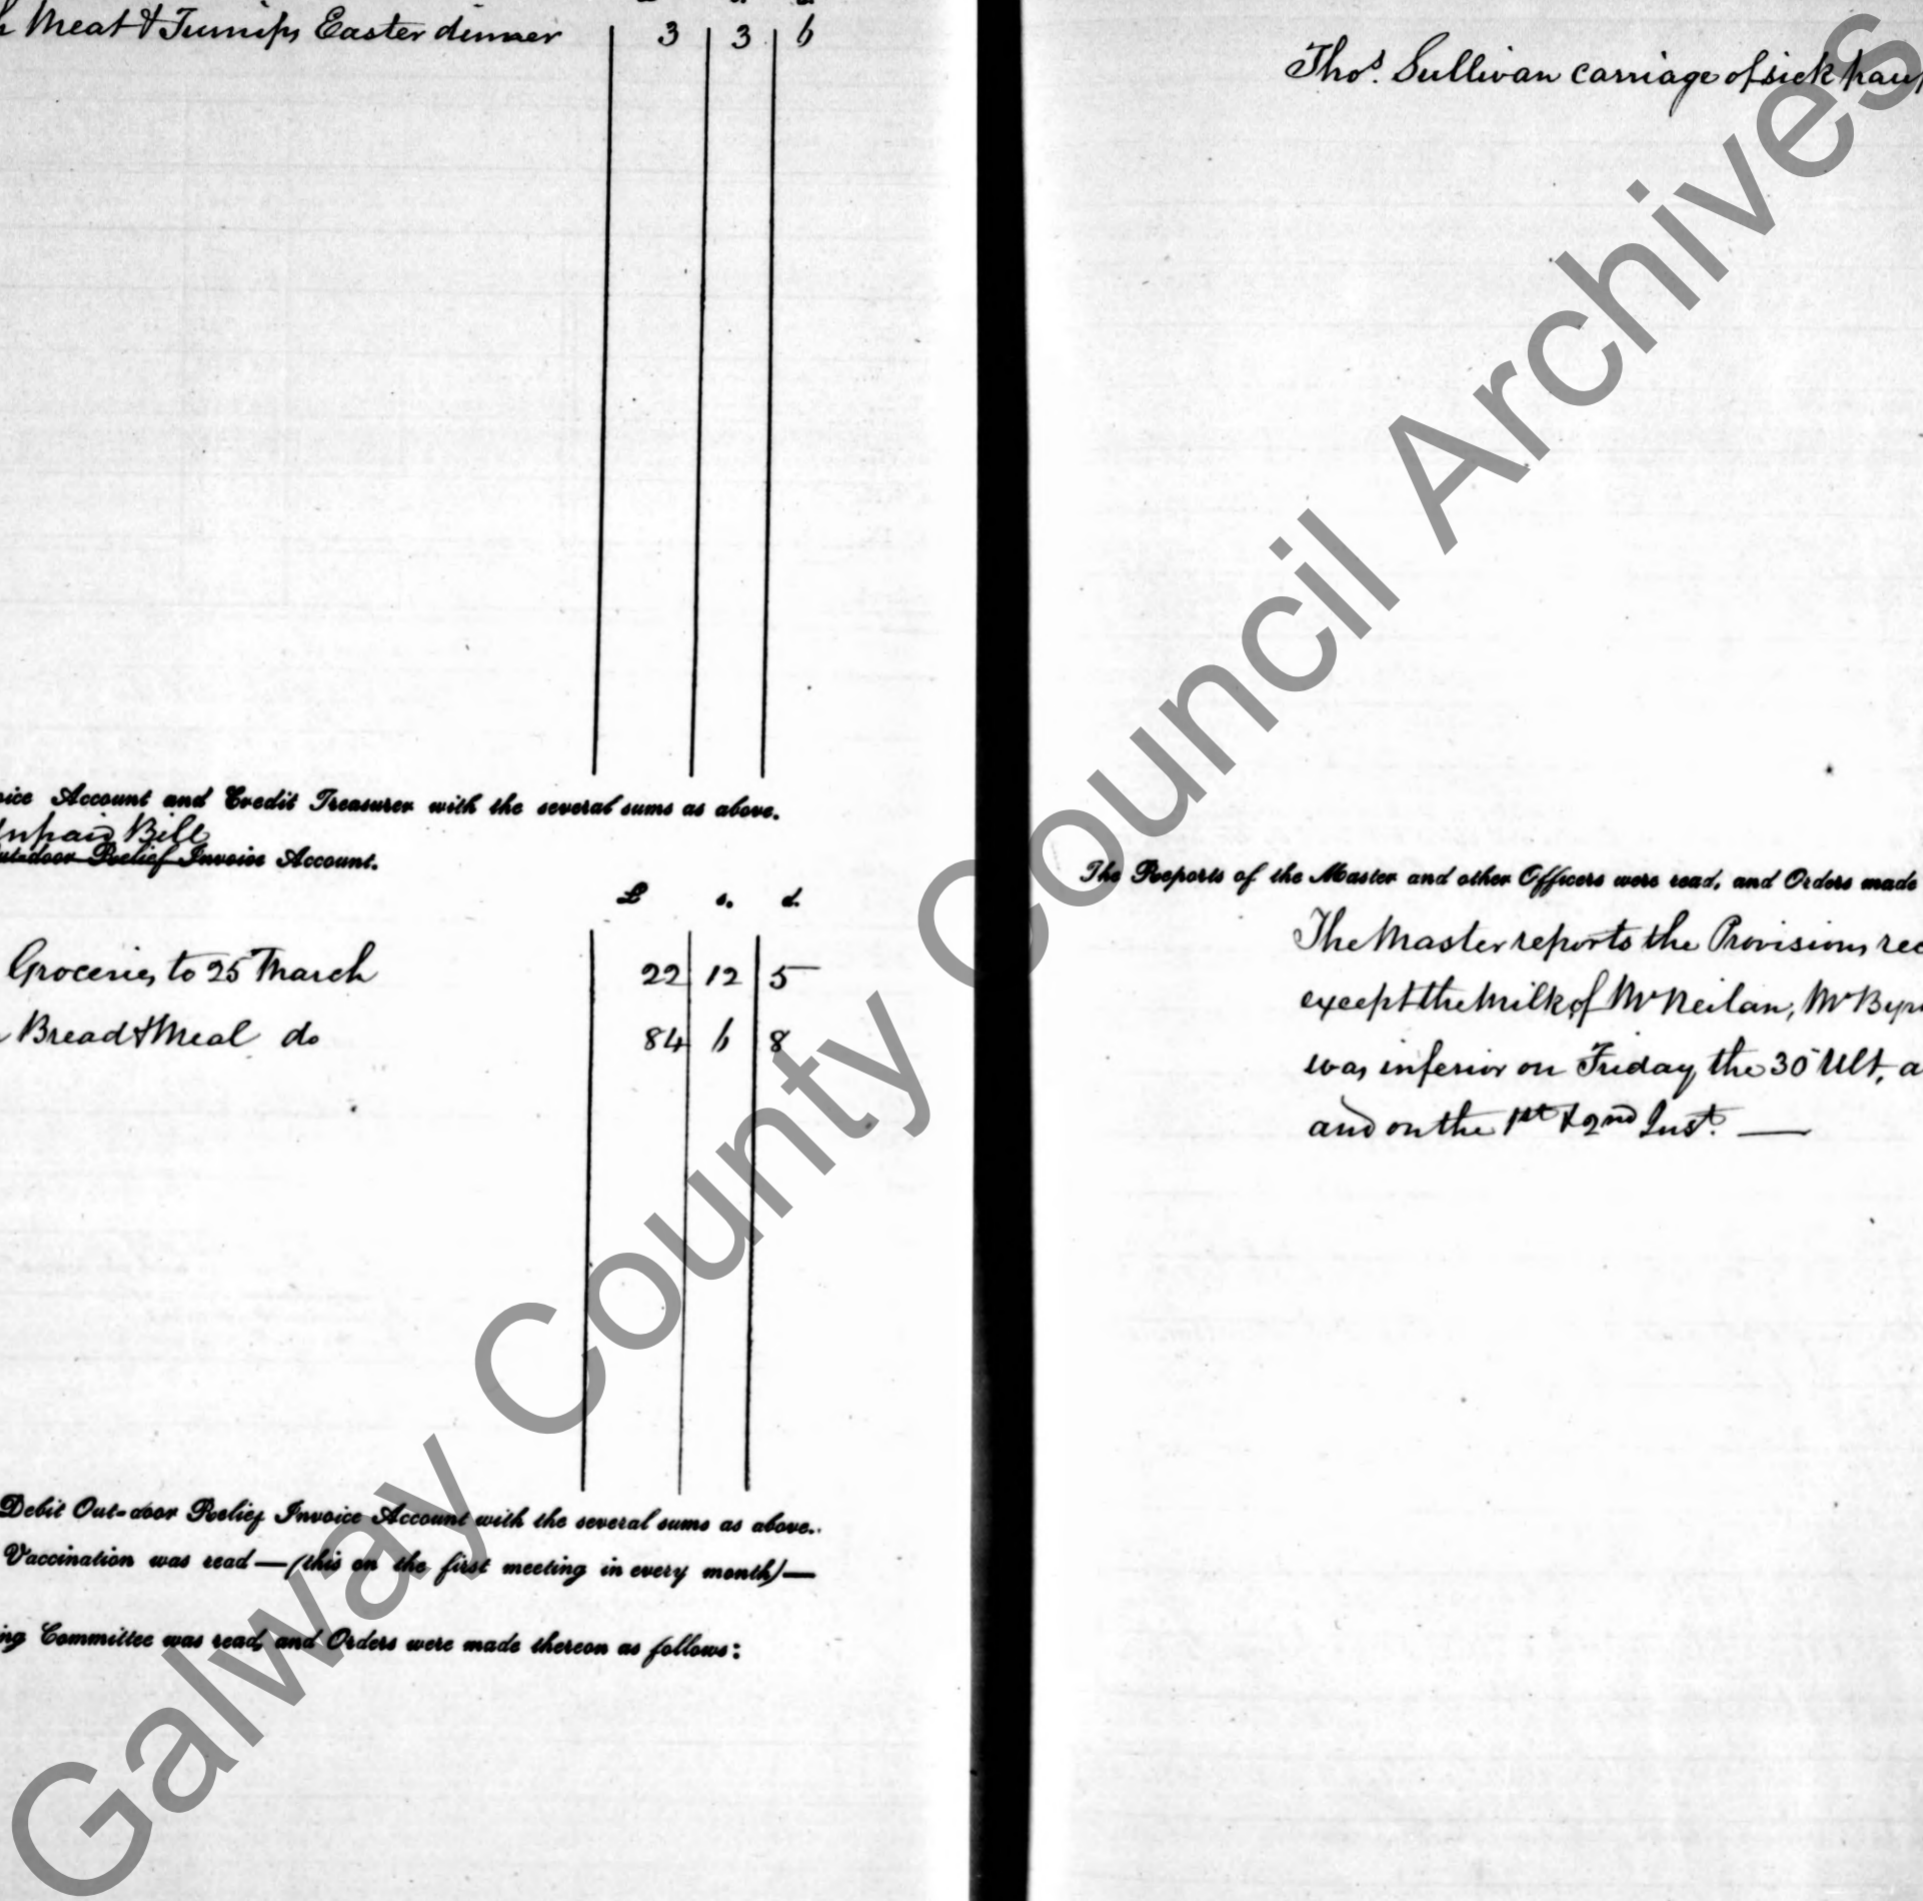 Meat & Turnips Easter dinner 3 3 6
oice Account and Credit Treasurer with the several sums as above.
Unpaid Bill
ut=door Relief Invoice Account.
£ s. d.
Groceries to 25 March 22 12 5
Bread & Meal do 84 6 8
Debit Out=door Relief Invoice Account with the several sums as above.
Vaccination was read—(this on the first meeting in every month)—
ing Committee was read, and Orders were made thereon as follows:
Thos. Sullivan carriage of sick pau
The Reports of the Master and other Officers were read, and Orders made
The Master reports the Provisions rec
except the Milk of Mr Neilan, Mr Byr
was inferior on Friday the 30 Ult, a
and on the 1st & 2nd Inst. —
Galway County Council Archives